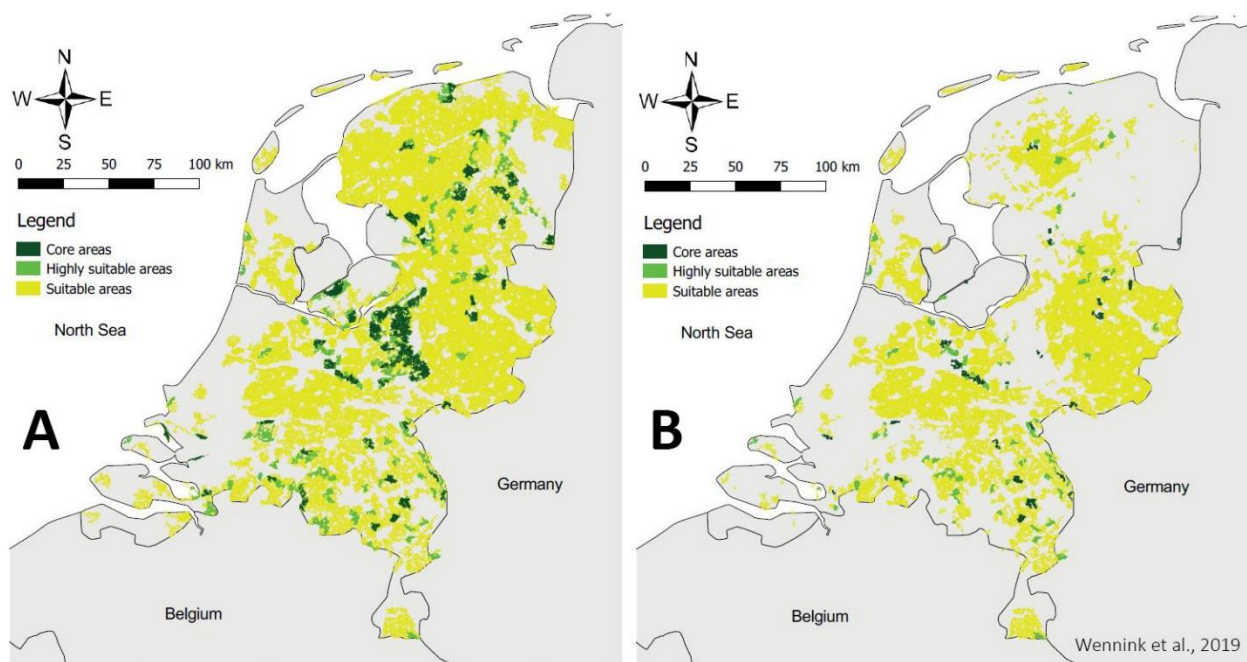 N
W E
S
0 25 50 75 100 km
Legend
Core areas
Highly suitable areas
Suitable areas
North Sea
A
Germany
Belgium
N
W E
S
0 25 50 75 100 km
Legend
Core areas
Highly suitable areas
Suitable areas
North Sea
B
Germany
Belgium
Wennink et al., 2019